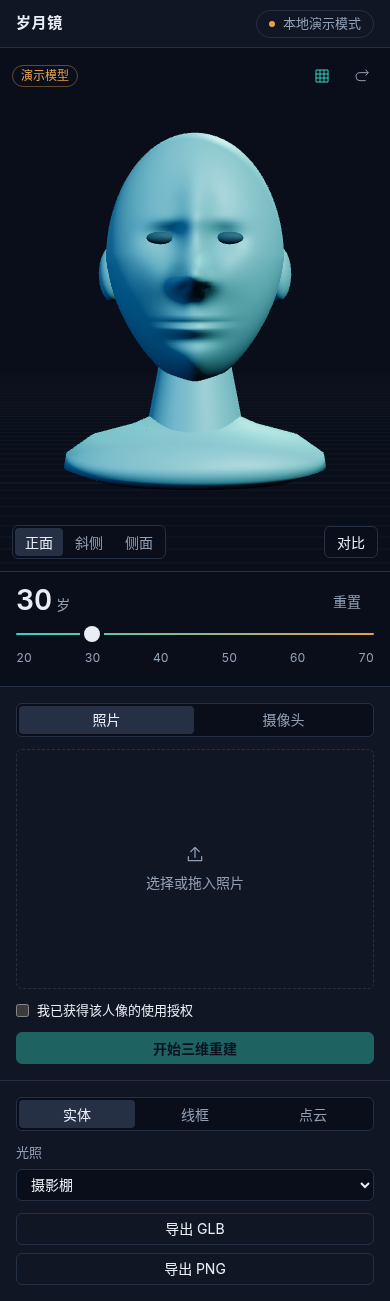 岁月镜
本地演示模式
演示模型
正面 斜侧 侧面 对比
30 岁 重置
20 30 40 50 60 70
照片 摄像头
选择或拖入照片
我已获得该人像的使用授权
开始三维重建
实体 线框 点云
光照
摄影棚
导出 GLB
导出 PNG